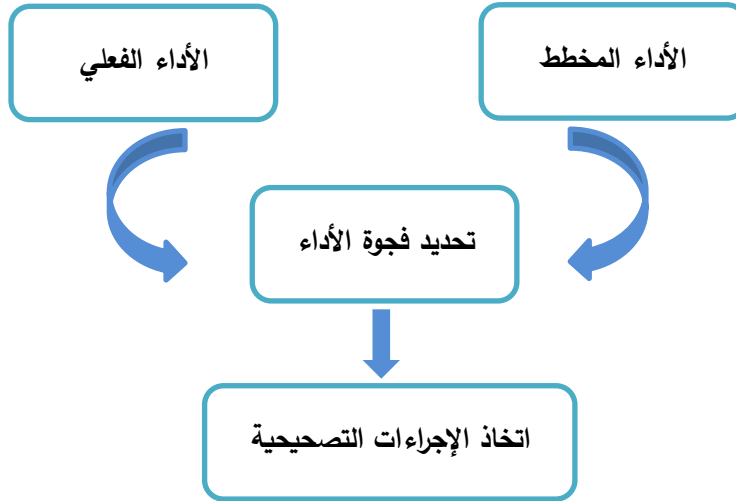 الأداء المخطط
الأداء الفعلي
تحديد فجوة الأداء
اتخاذ الإجراءات التصحيحية